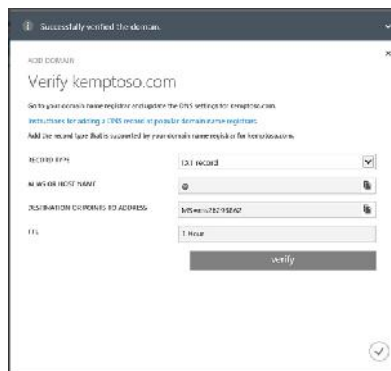 Successfully verified the domain.
ADD DOMAIN
Verify kemptoso.com
Go to your domain name registrar and update the DNS settings for kemptoso.com.
Instructions for adding a DNS record at popular domain name registrars
Add the record type that is supported by your domain name registrar for kemptoso.com.
RECORD TYPE
TXT record
ALIAS OR HOST NAME
@
DESTINATION OR POINTS TO ADDRESS
TTL
1 Hour
verify